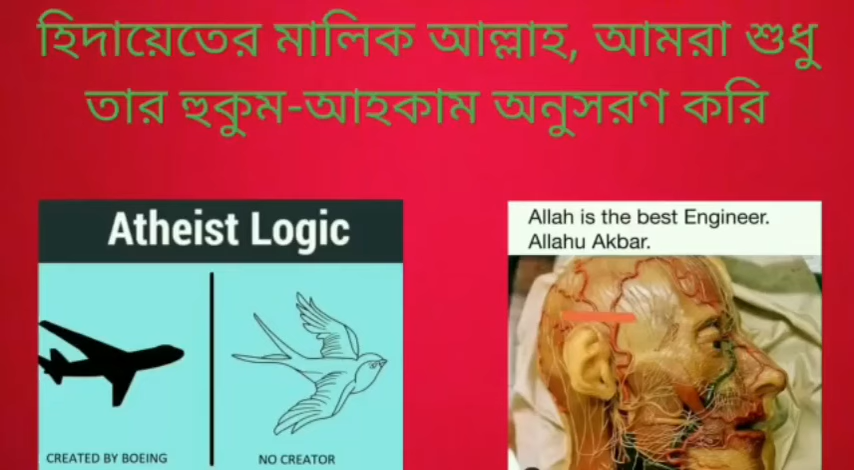 হিদায়েতের মালিক আল্লাহ, আমরা শুধু
তার হুকুম-আহকাম অনুসরণ করি
Atheist Logic
CREATED BY BOEING
NO CREATOR
Allah is the best Engineer.
Allahu Akbar.